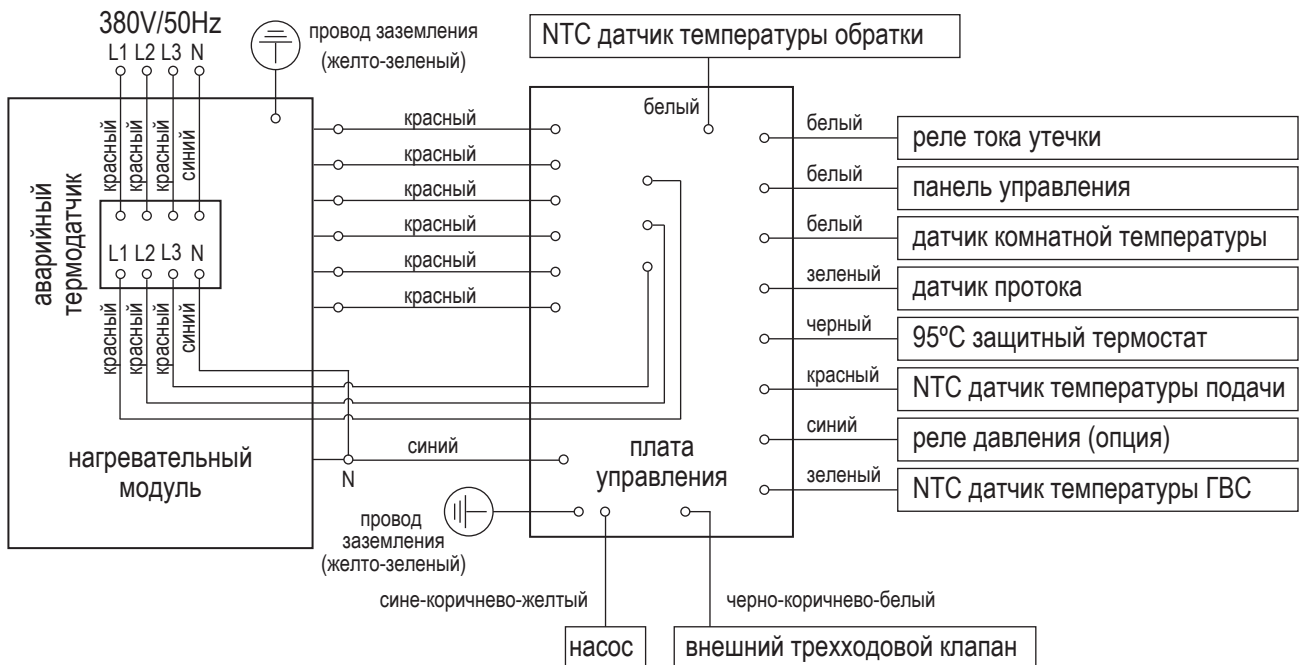 380V/50Hz
L1 L2 L3 N
провод заземления
(желто-зеленый)
NTC датчик температуры обратки
белый
красный
красный
красный
синий
аварийный
термодатчик
L1 L2 L3 N
красный
красный
красный
синий
нагревательный
модуль
красный
красный
красный
красный
красный
красный
синий
N
провод
заземления
(желто-зеленый)
плата
управления
белый
реле тока утечки
белый
панель управления
белый
датчик комнатной температуры
зеленый
датчик протока
черный
95ºC защитный термостат
красный
NTC датчик температуры подачи
синий
реле давления (опция)
зеленый
NTC датчик температуры ГВС
сине-коричнево-желтый
черно-коричнево-белый
насос
внешний трехходовой клапан